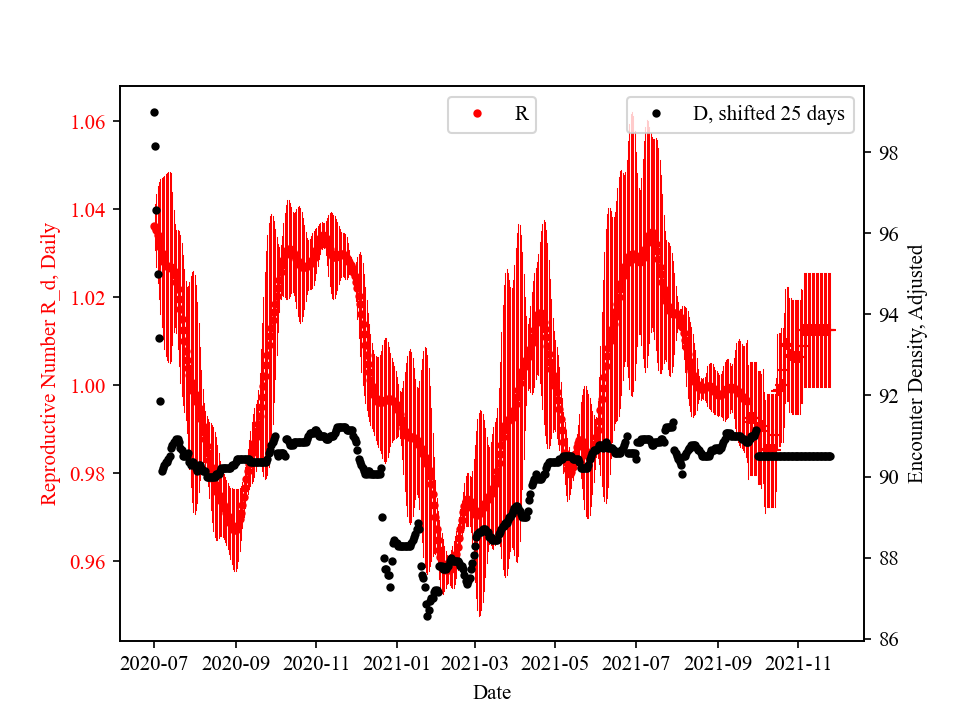 R
D, shifted 25 days
1.06
1.04
1.02
1.00
0.98
0.96
Reproductive Number R_d, Daily
98
96
94
92
90
88
86
Encounter Density, Adjusted
2020-07 2020-09 2020-11 2021-01 2021-03 2021-05 2021-07 2021-09 2021-11
Date